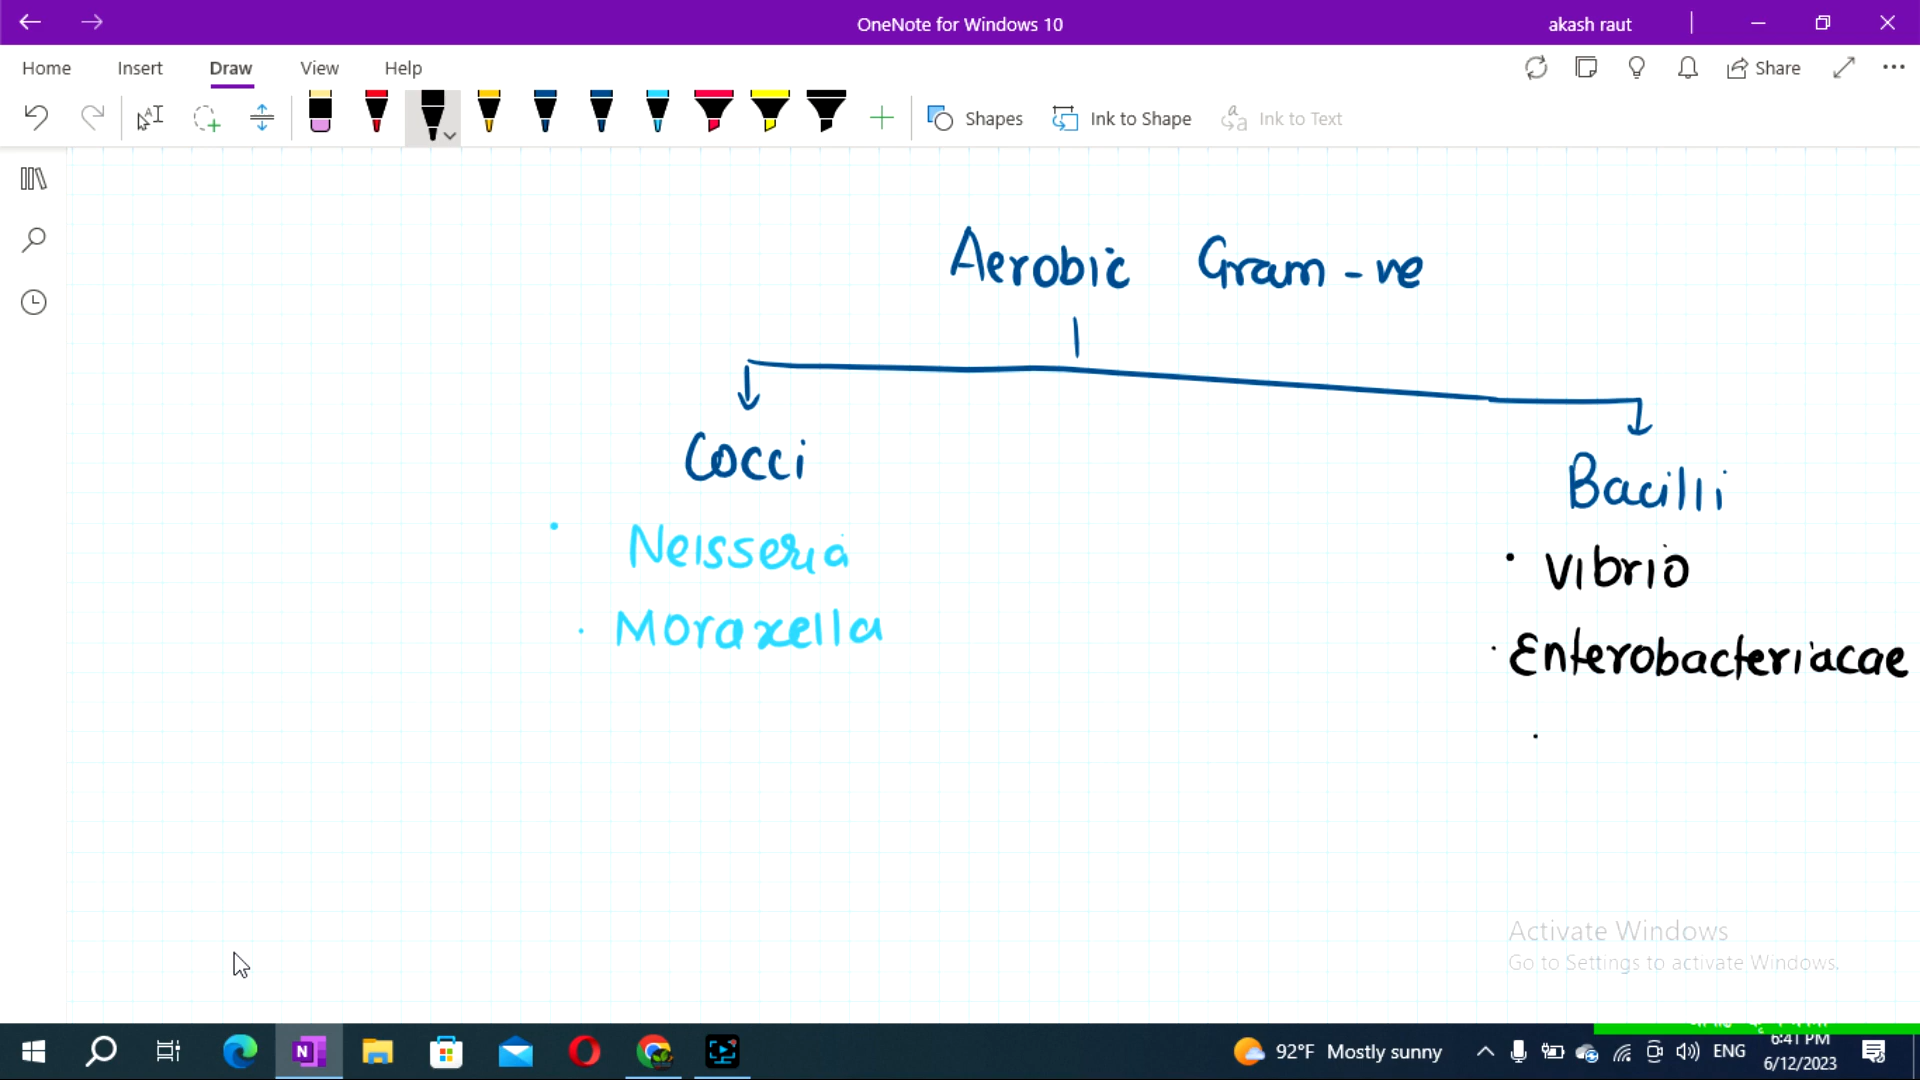 OneNote for Windows 10
akash raut
Home Insert Draw View Help
Share
Shapes Ink to Shape Ink to Text
Aerobic Gram -ve
Cocci
Bacilli
• Neisseria
• Vibrio
• Moraxella
• Enterobacteriacae
•
Activate Windows
Go to Settings to activate Windows.
92°F Mostly sunny
ENG
6:41 PM
6/12/2023